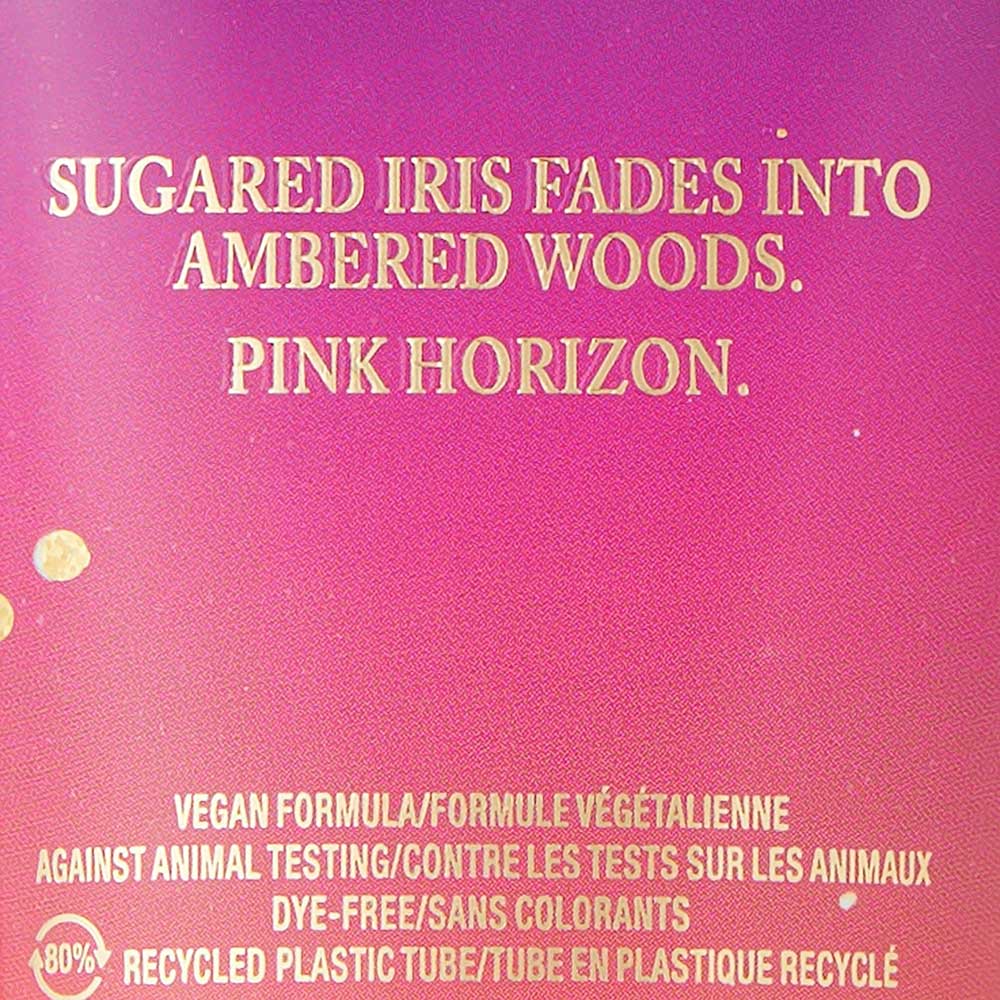 SUGARED IRIS FADES INTO
AMBERED WOODS.
PINK HORIZON.
VEGAN FORMULA/FORMULE VÉGÉTALIENNE
AGAINST ANIMAL TESTING/CONTRE LES TESTS SUR LES ANIMAUX
DYE-FREE/SANS COLORANTS
80% RECYCLED PLASTIC TUBE/TUBE EN PLASTIQUE RECYCLÉ